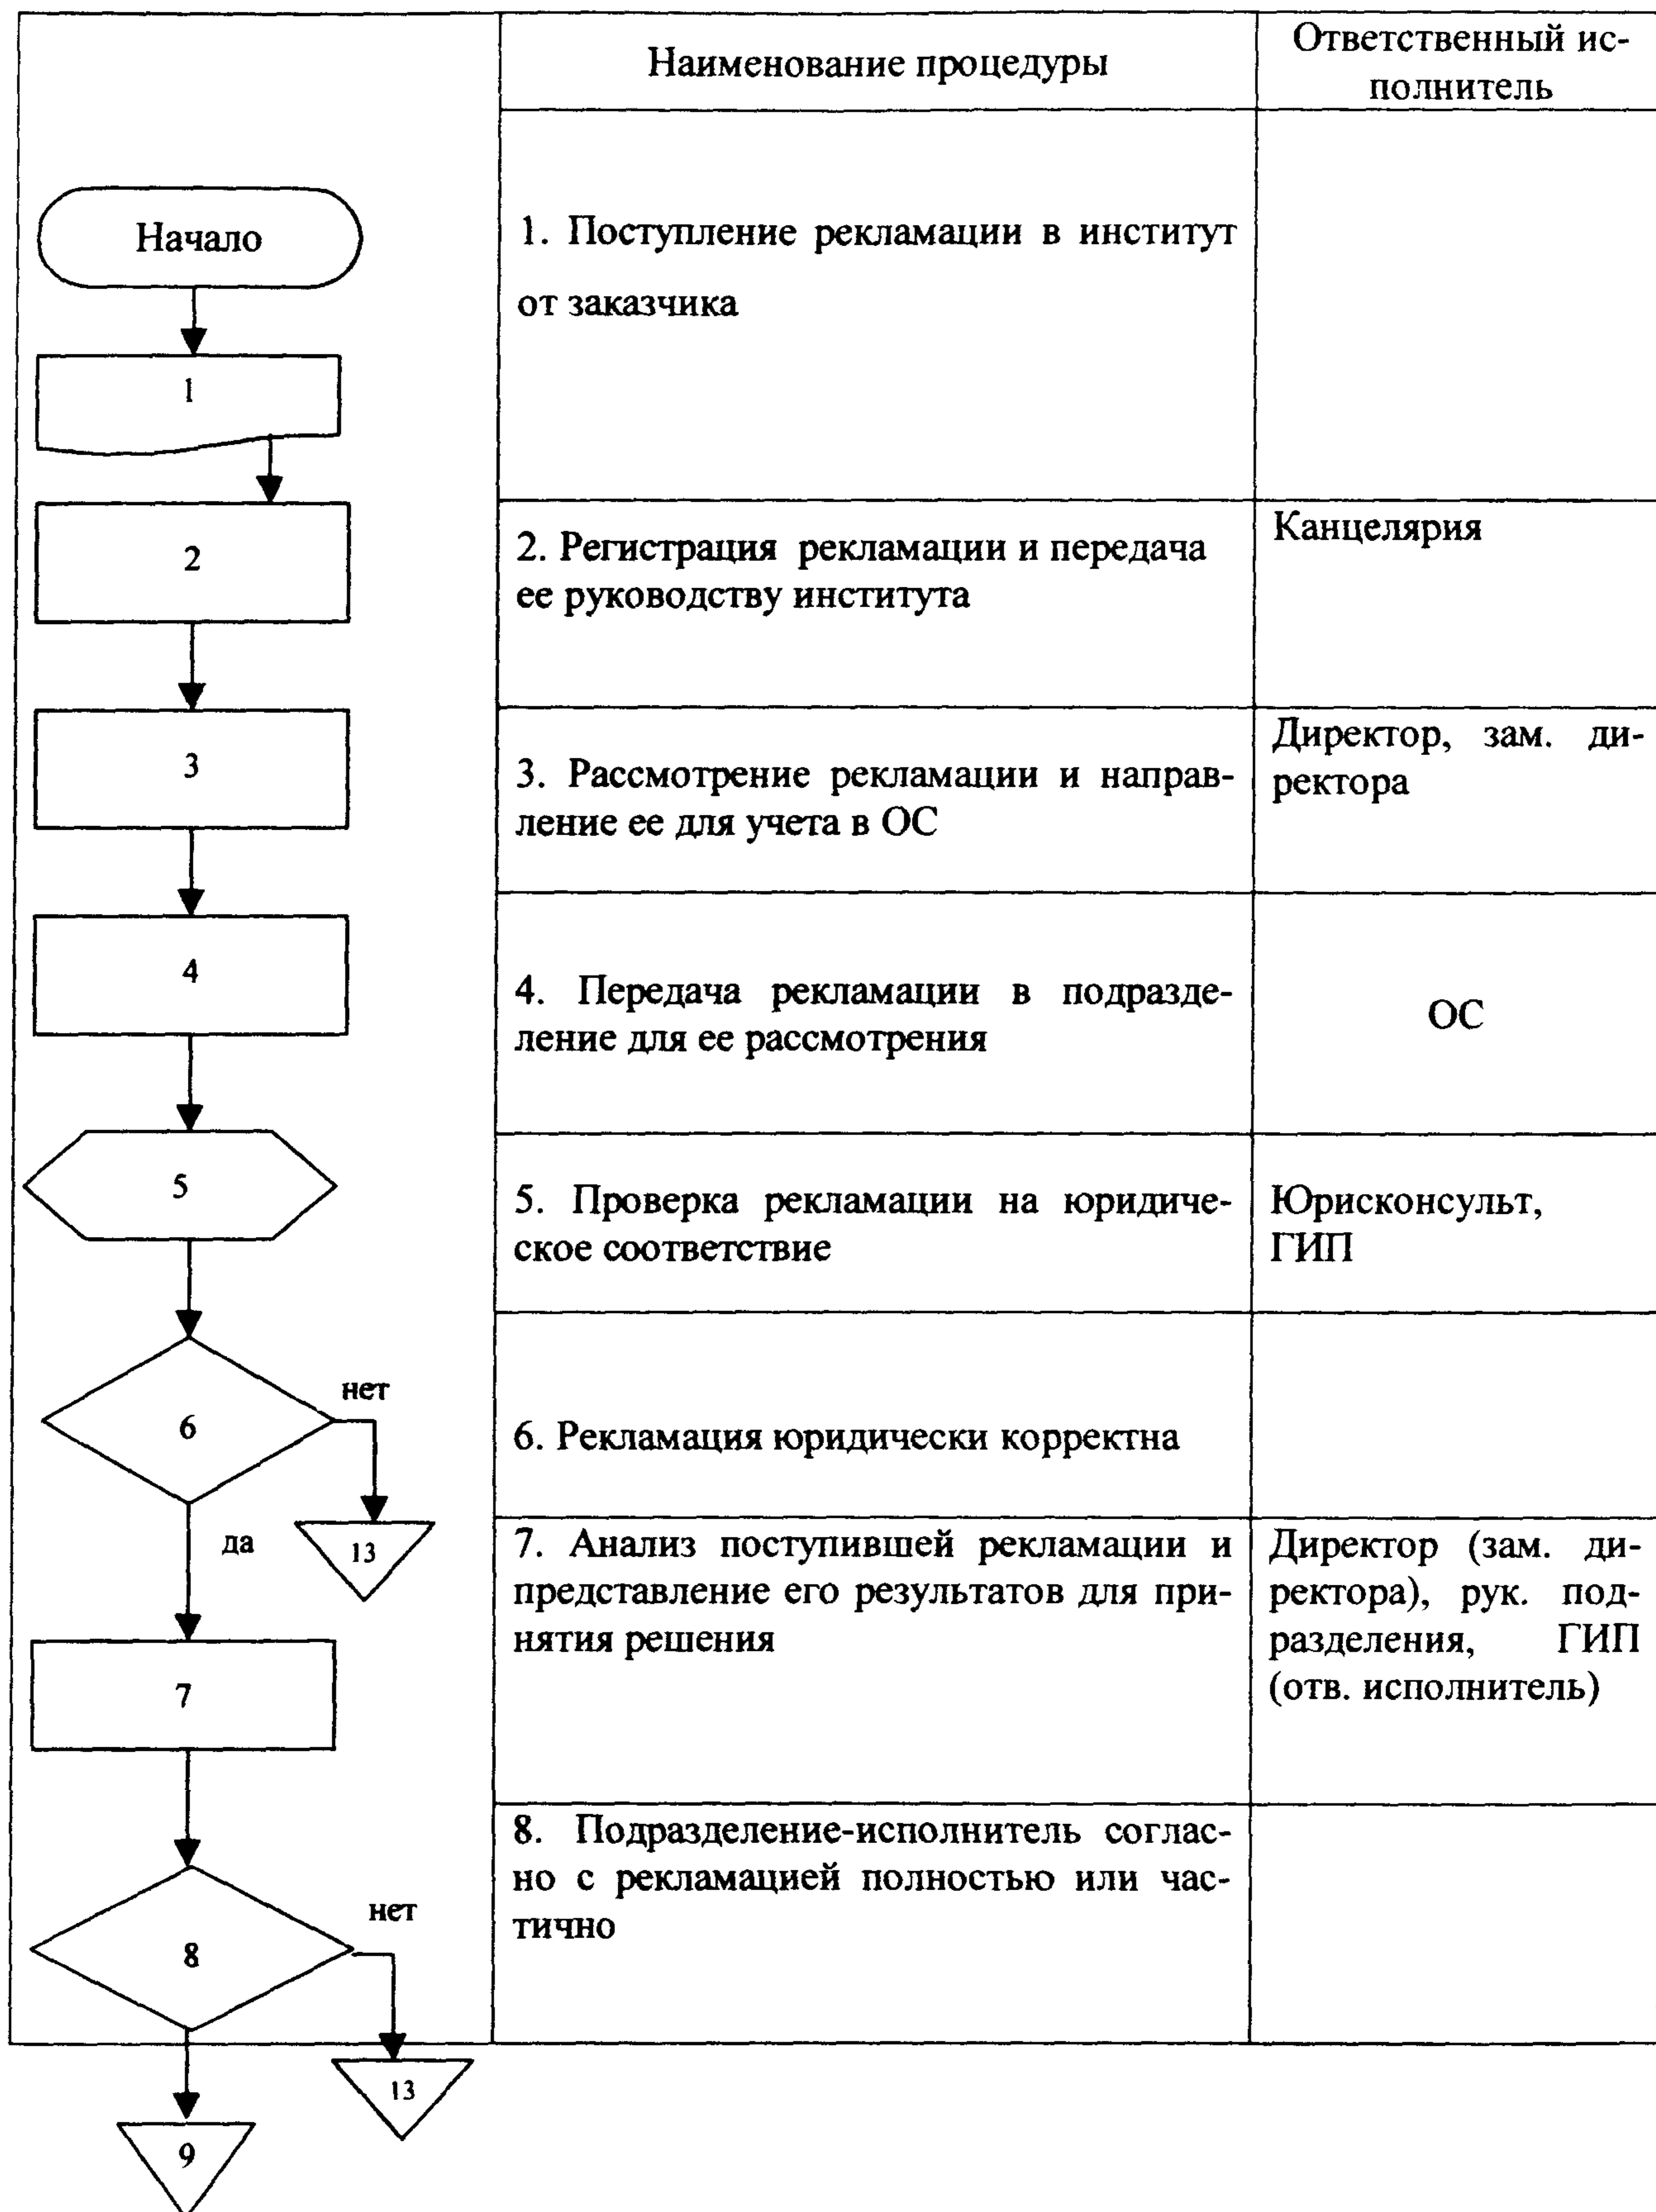 Наименование процедуры
Ответственный ис-
полнитель
Начало
1. Поступление рекламации в институт
от заказчика
1
2
2. Регистрация рекламации и передача
ее руководству института
Канцелярия
3
3. Рассмотрение рекламации и направ-
ление ее для учета в ОС
Директор, зам. ди-
ректора
4
4. Передача рекламации в подразде-
ление для ее рассмотрения
ОС
5
5. Проверка рекламации на юридиче-
ское соответствие
Юрисконсульт,
ГИП
6
нет
6. Рекламация юридически корректна
да
13
7
7. Анализ поступившей рекламации и
представление его результатов для при-
нятия решения
Директор (зам. ди-
ректора), рук. под-
разделения, ГИП
(отв. исполнитель)
8
нет
8. Подразделение-исполнитель соглас-
но с рекламацией полностью или час-
тично
13
9